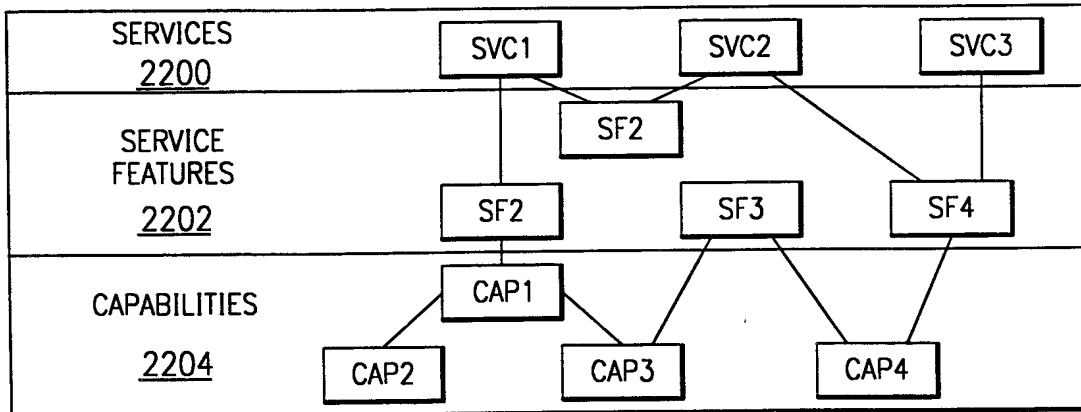 SERVICES
2200
SVC1
SVC2
SVC3
SERVICE
FEATURES
2202
SF2
SF2
SF3
SF4
CAPABILITIES
2204
CAP1
CAP2
CAP3
CAP4